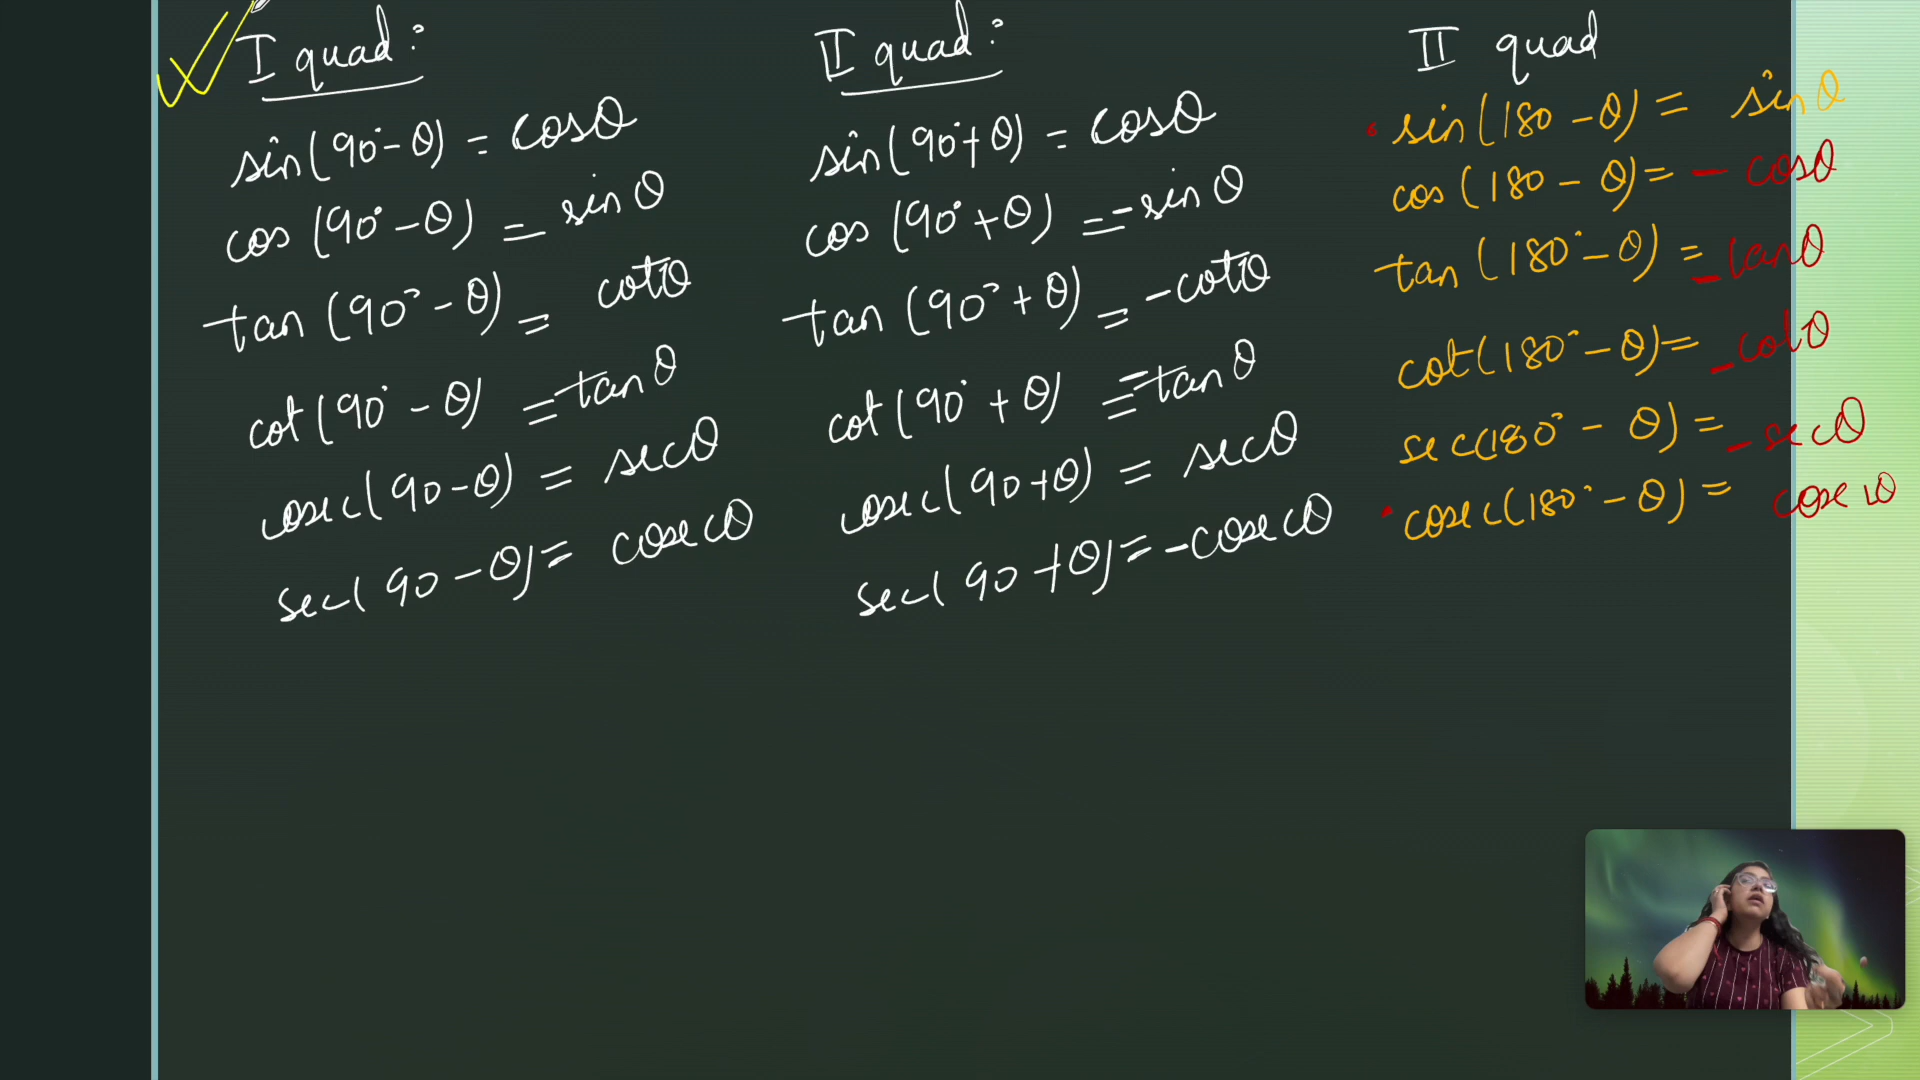 I quad:
sin(90°-θ) = cosθ
cos (90°-θ) = sinθ
tan (90°-θ) = cotθ
cot(90°-θ) = tanθ
cosec(90-θ) = secθ
sec(90-θ) = cosecθ
II quad:
sin(90°+θ) = cosθ
cos (90°+θ) = -sinθ
tan (90°+θ) = -cotθ
cot(90°+θ) = -tanθ
cosec(90+θ) = secθ
sec(90+θ) = -cosecθ
II quad
sin(180-θ) = sinθ
cos(180-θ) = -cosθ
tan(180°-θ) = -tanθ
cot(180°-θ) = -cotθ
sec(180°-θ) = -secθ
cosec(180°-θ) = cosecθ